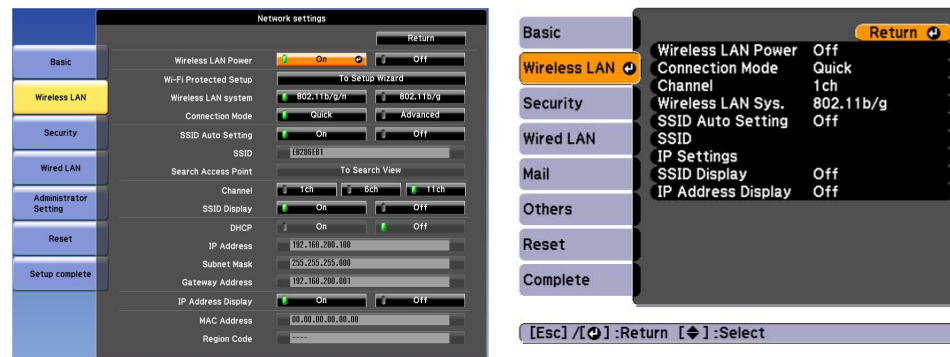 Network settings
Return
Basic
Wireless LAN
Security
Wired LAN
Administrator
Setting
Reset
Setup complete
Wireless LAN Power On Off
Wi-Fi Protected Setup To Setup Wizard
Wireless LAN system 802.11b/g/n 802.11b/g
Connection Mode Quick Advanced
SSID Auto Setting On Off
SSID EB286EB1
Search Access Point To Search View
Channel 1ch 6ch 11ch
SSID Display On Off
DHCP On Off
IP Address 192.168.200.100
Subnet Mask 255.255.255.000
Gateway Address 192.168.200.001
IP Address Display On Off
MAC Address 00.00.00.00.00.00
Region Code ----
Basic
Wireless LAN
Security
Wired LAN
Mail
Others
Reset
Complete
Return
Wireless LAN Power Off
Connection Mode Quick
Channel 1ch
Wireless LAN Sys. 802.11b/g
SSID Auto Setting Off
SSID
IP Settings
SSID Display Off
IP Address Display Off
[Esc] /[ ] :Return [ ] :Select